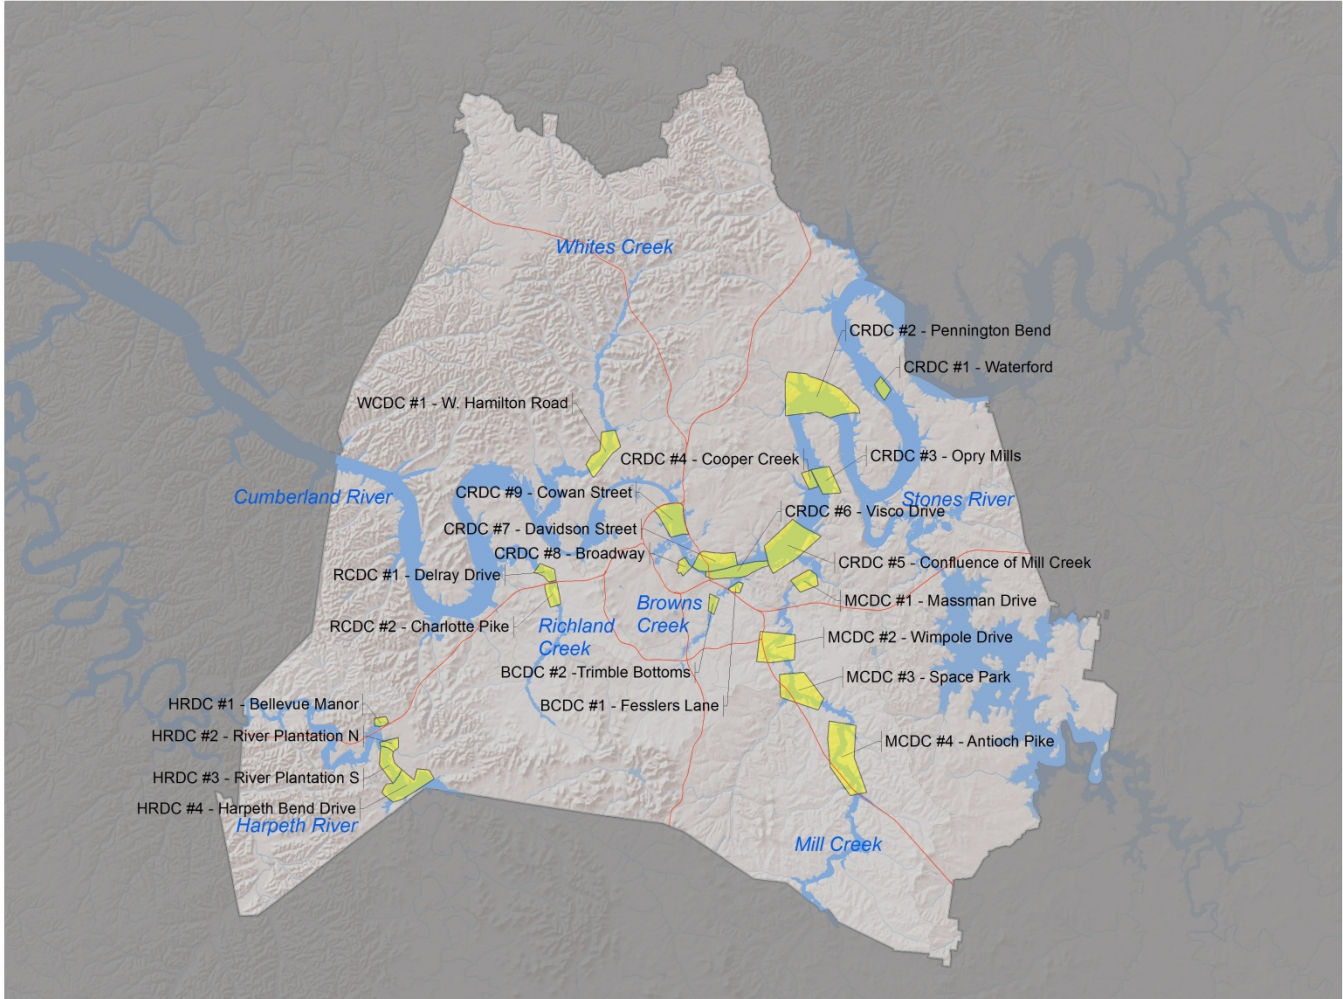 Whites Creek
CRDC #2 - Pennington Bend
CRDC #1 - Waterford
WCDC #1 - W. Hamilton Road
CRDC #4 - Cooper Creek
CRDC #3 - Opry Mills
Cumberland River
CRDC #9 - Cowan Street
Stones River
CRDC #6 - Visco Drive
CRDC #7 - Davidson Street
CRDC #8 - Broadway
CRDC #5 - Confluence of Mill Creek
RCDC #1 - Delray Drive
MCDC #1 - Massman Drive
Browns
Creek
RCDC #2 - Charlotte Pike
Richland
Creek
MCDC #2 - Wimpole Drive
BCDC #2 -Trimble Bottoms
MCDC #3 - Space Park
HRDC #1 - Bellevue Manor
BCDC #1 - Fesslers Lane
HRDC #2 - River Plantation N
MCDC #4 - Antioch Pike
HRDC #3 - River Plantation S
HRDC #4 - Harpeth Bend Drive
Harpeth River
Mill Creek